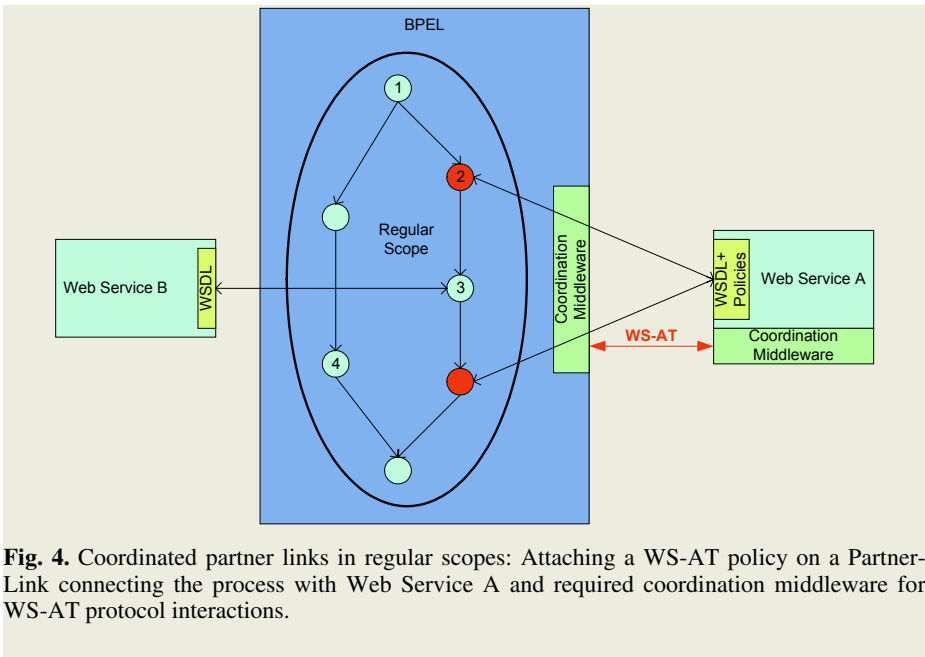 BPEL
1
2
Regular
Scope
Web Service B
WSDL
3
4
Coordination
Middleware
WS-AT
WSDL+
Policies
Web Service A
Coordination
Middleware
Fig. 4. Coordinated partner links in regular scopes: Attaching a WS-AT policy on a Partner-
Link connecting the process with Web Service A and required coordination middleware for
WS-AT protocol interactions.